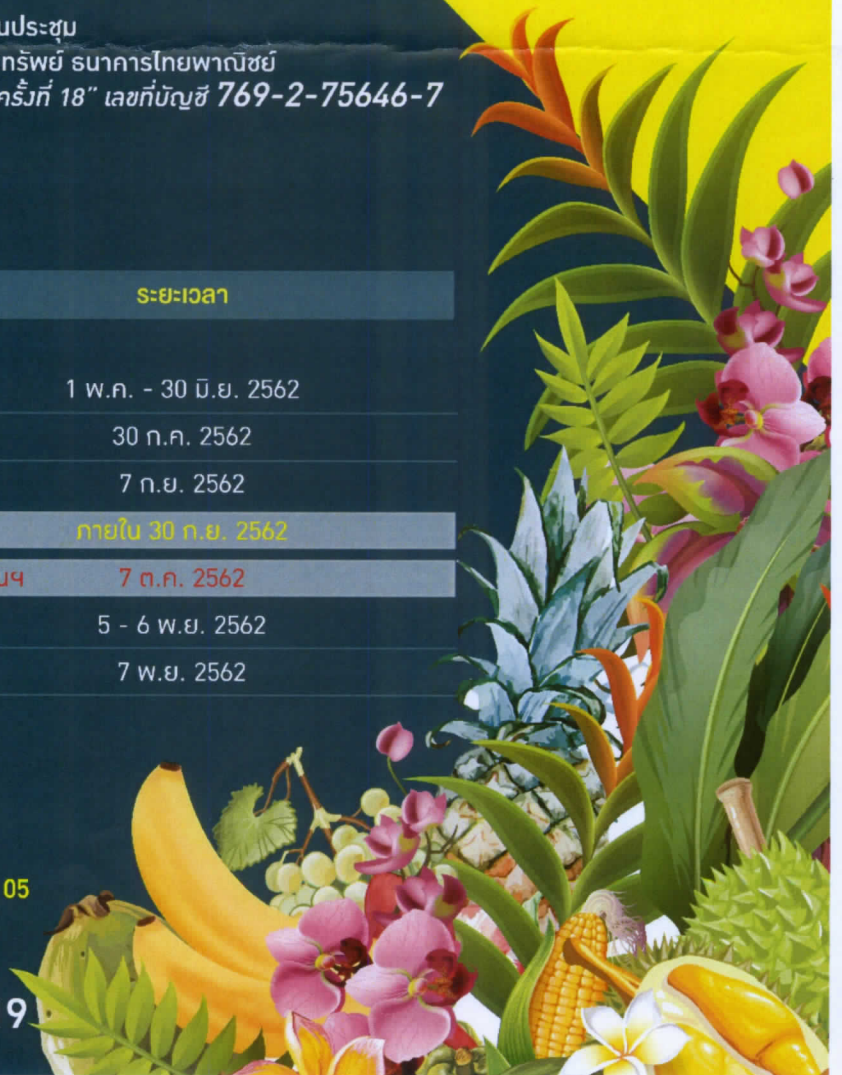 นประชุม
ทรัพย์ ธนาคารไทยพาณิชย์
ครั้งที่ 18" เลขที่บัญชี 769-2-75646-7
ระยะเวลา
1 พ.ค. - 30 มิ.ย. 2562
30 ก.ค. 2562
7 ก.ย. 2562
ภายใน 30 ก.ย. 2562
นฯ 7 ต.ค. 2562
5 - 6 พ.ย. 2562
7 พ.ย. 2562
05
9